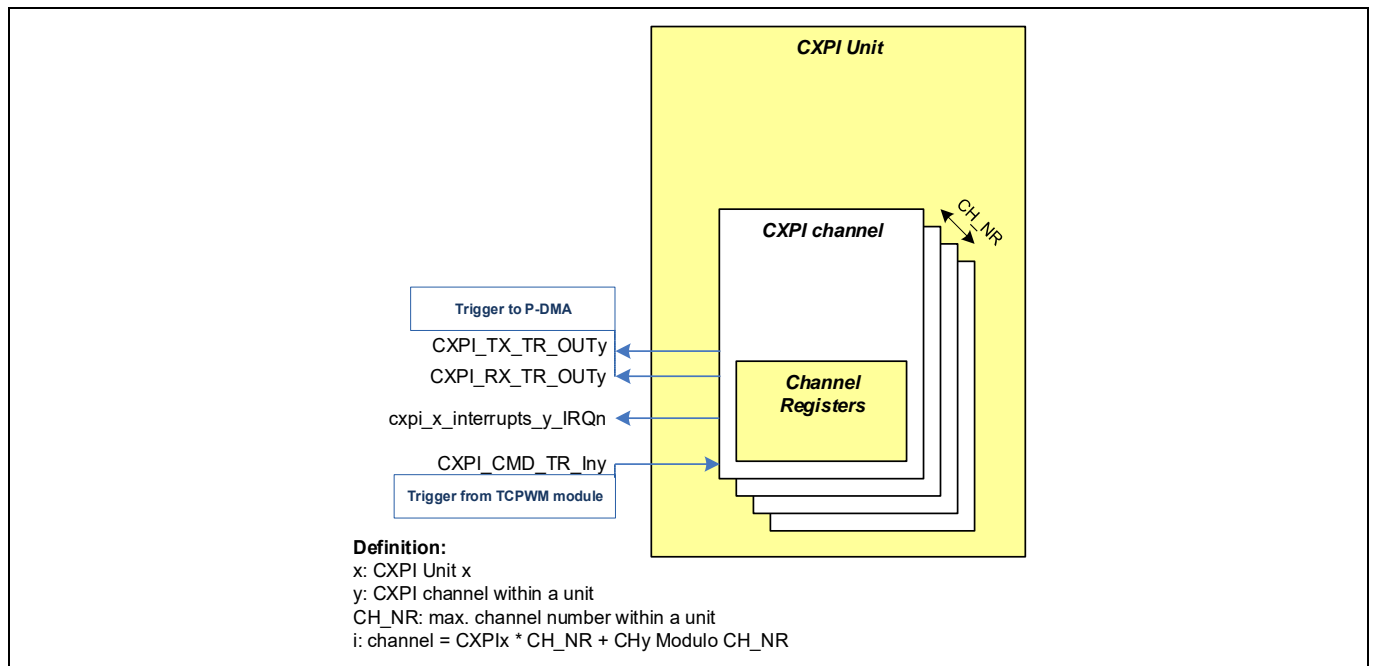 CXPI Unit
CH_NR
CXPI channel
Trigger to P-DMA
CXPI_TX_TR_OUTy
CXPI_RX_TR_OUTy
Channel
Registers
cxpi_x_interrupts_y_IRQn
CXPI_CMD_TR_Iny
Trigger from TCPWM module
Definition:
x: CXPI Unit x
y: CXPI channel within a unit
CH_NR: max. channel number within a unit
i: channel = CXPIx * CH_NR + CHy Modulo CH_NR